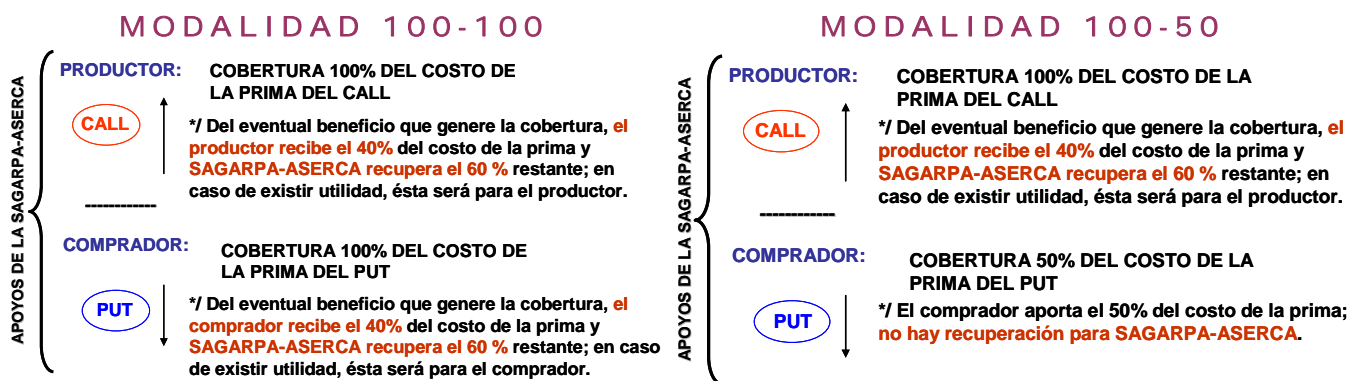 MODALIDAD 100-100
APOYOS DE LA SAGARPA-ASERCA
PRODUCTOR:
COBERTURA 100% DEL COSTO DE
LA PRIMA DEL CALL
CALL
*/ Del eventual beneficio que genere la cobertura, el
productor recibe el 40% del costo de la prima y
SAGARPA-ASERCA recupera el 60 % restante; en
caso de existir utilidad, ésta será para el productor.
------------
COMPRADOR:
COBERTURA 100% DEL COSTO DE
LA PRIMA DEL PUT
PUT
*/ Del eventual beneficio que genere la cobertura, el
comprador recibe el 40% del costo de la prima y
SAGARPA-ASERCA recupera el 60 % restante; en caso
de existir utilidad, ésta será para el comprador.
MODALIDAD 100-50
APOYOS DE LA SAGARPA-ASERCA
PRODUCTOR:
COBERTURA 100% DEL COSTO DE LA
PRIMA DEL CALL
CALL
*/ Del eventual beneficio que genere la cobertura, el
productor recibe el 40% del costo de la prima y
SAGARPA-ASERCA recupera el 60 % restante; en
caso de existir utilidad, ésta será para el productor.
------------
COMPRADOR:
COBERTURA 50% DEL COSTO DE LA
PRIMA DEL PUT
PUT
*/ El comprador aporta el 50% del costo de la prima;
no hay recuperación para SAGARPA-ASERCA.